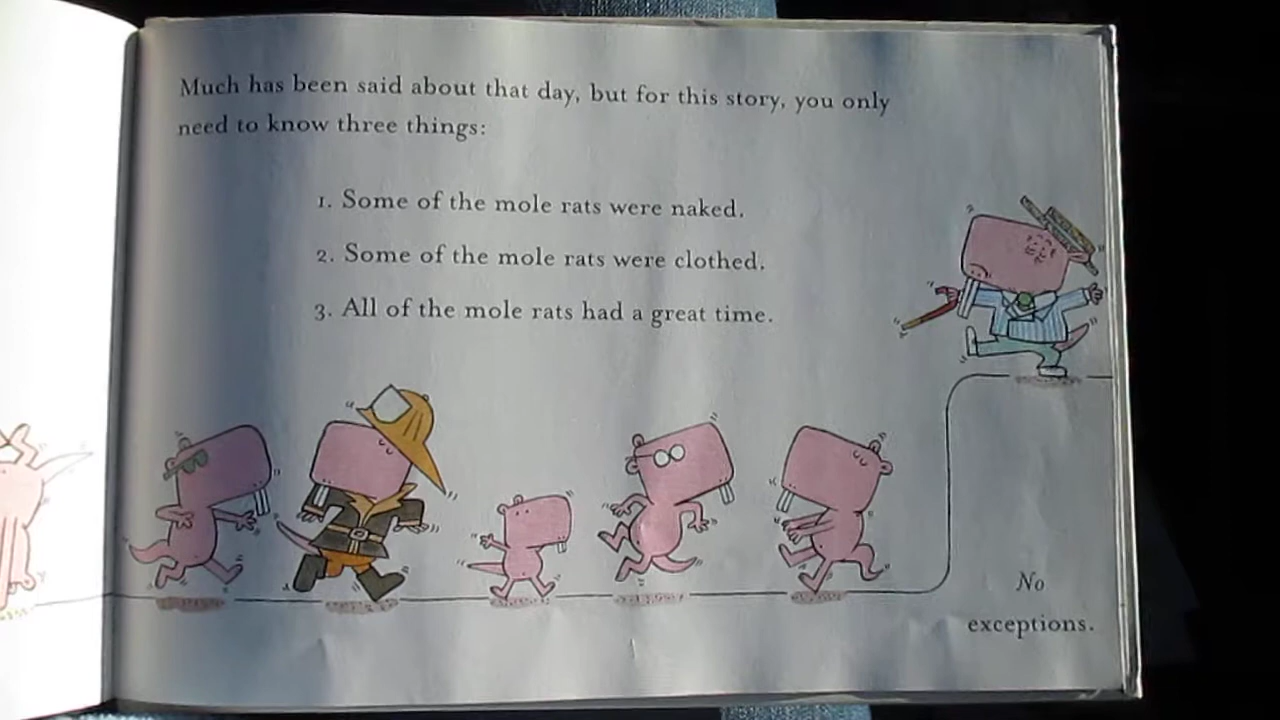 Much has been said about that day, but for this story, you only
need to know three things:
1. Some of the mole rats were naked.
2. Some of the mole rats were clothed.
3. All of the mole rats had a great time.
No
exceptions.